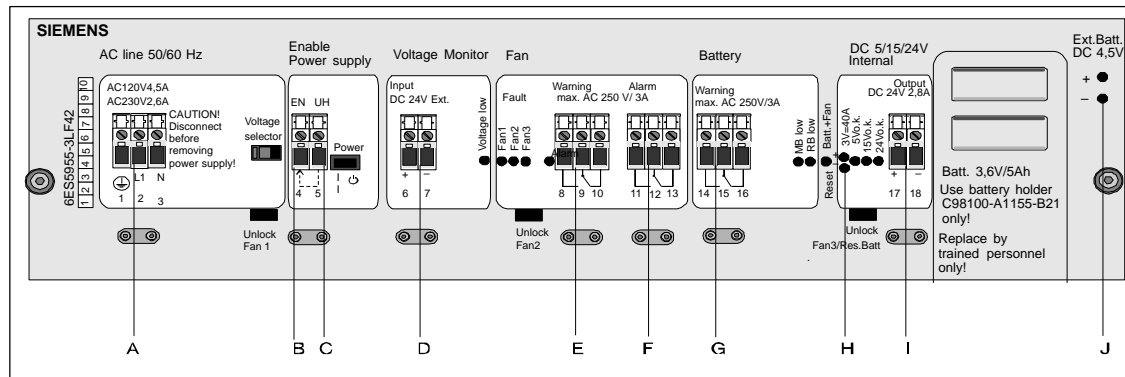 SIEMENS
6ES5955-3LF42
1 2 3 4 5 6 7 8 9 10
AC line 50/60 Hz
AC120V4,5A
AC230V2,6A
CAUTION!
Disconnect
before
removing
power supply!
L1 N
1 2 3
Voltage
selector
Unlock
Fan 1
Enable
Power supply
EN UH
Power
4 5
Voltage Monitor
Input
DC 24V Ext.
+ −
6 7
Fan
Voltage low
Fault
Fan1
Fan2
Fan3
Warning Alarm
max. AC 250 V/ 3A
Alarm
8 9 10 11 12 13
Unlock
Fan2
Battery
Warning
max. AC 250V/3A
14 15 16
MB low
RB low
Batt.+Fan
Reset
DC 5/15/24V
Internal
+
−
3V=40A
5Vo.k.
15Vo.k.
24Vo.k.
Output
DC 24V 2,8A
+ −
17 18
Unlock
Fan3/Res.Batt
Batt. 3,6V/5Ah
Use battery holder
C98100-A1155-B21
only!
Replace by
trained personnel
only!
Ext.Batt.
DC 4,5V
+
−
A B C D E F G H I J